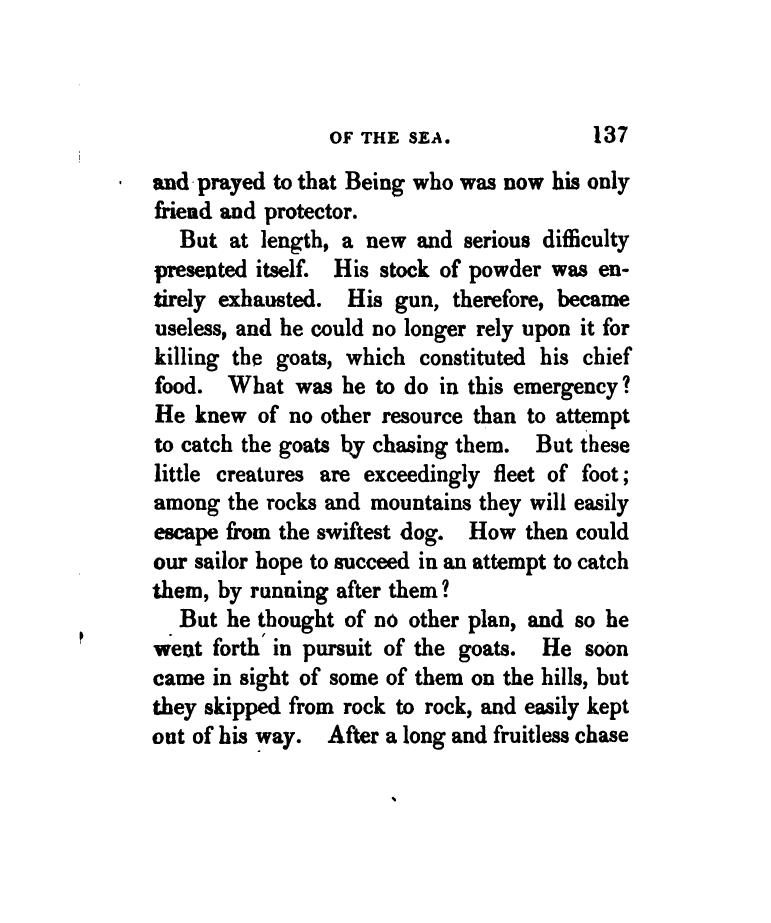 OF THE SEA. 137
and prayed to that Being who was now his only
friend and protector.
But at length, a new and serious difficulty
presented itself. His stock of powder was en-
tirely exhausted. His gun, therefore, became
useless, and he could no longer rely upon it for
killing the goats, which constituted his chief
food. What was he to do in this emergency?
He knew of no other resource than to attempt
to catch the goats by chasing them. But these
little creatures are exceedingly fleet of foot;
among the rocks and mountains they will easily
escape from the swiftest dog. How then could
our sailor hope to succeed in an attempt to catch
them, by running after them?
But he thought of no other plan, and so he
went forth in pursuit of the goats. He soon
came in sight of some of them on the hills, but
they skipped from rock to rock, and easily kept
out of his way. After a long and fruitless chase